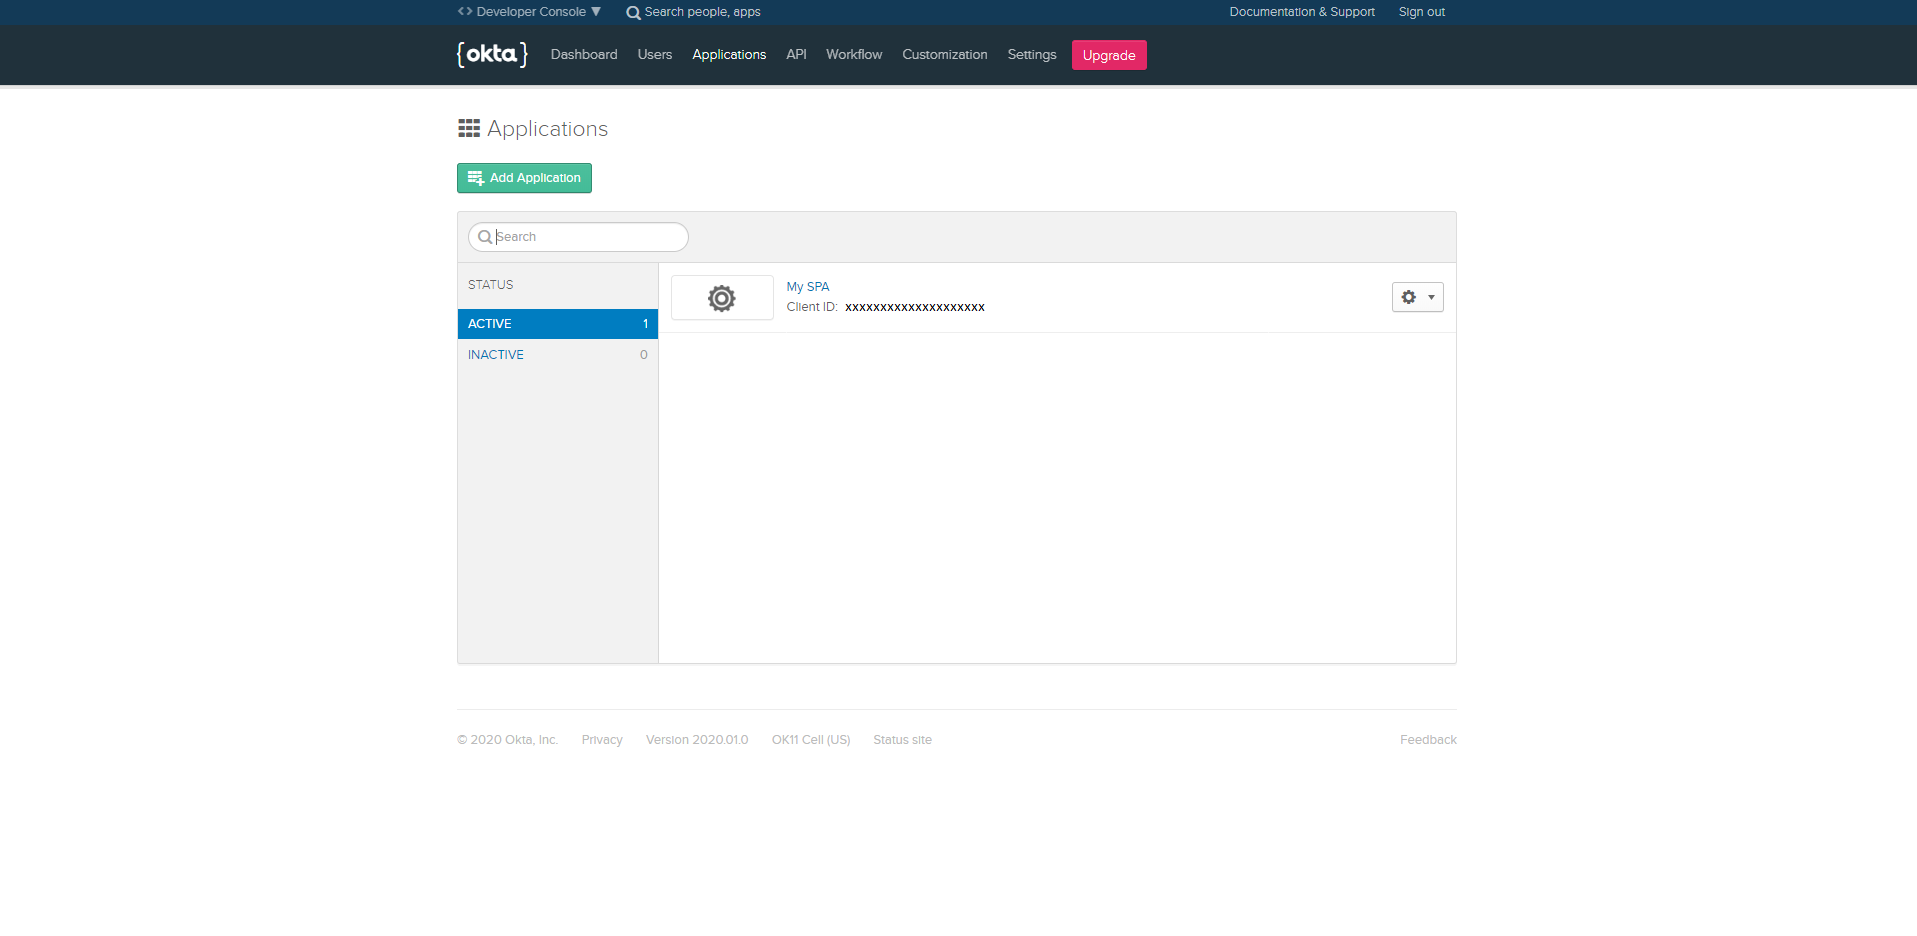 <> Developer Console ▼ Search people, apps Documentation & Support Sign out
{okta} Dashboard Users Applications API Workflow Customization Settings Upgrade
Applications
Add Application
Search
STATUS
ACTIVE 1
INACTIVE 0
My SPA
Client ID: xxxxxxxxxxxxxxxxxxxx
© 2020 Okta, Inc. Privacy Version 2020.01.0 OK11 Cell (US) Status site Feedback